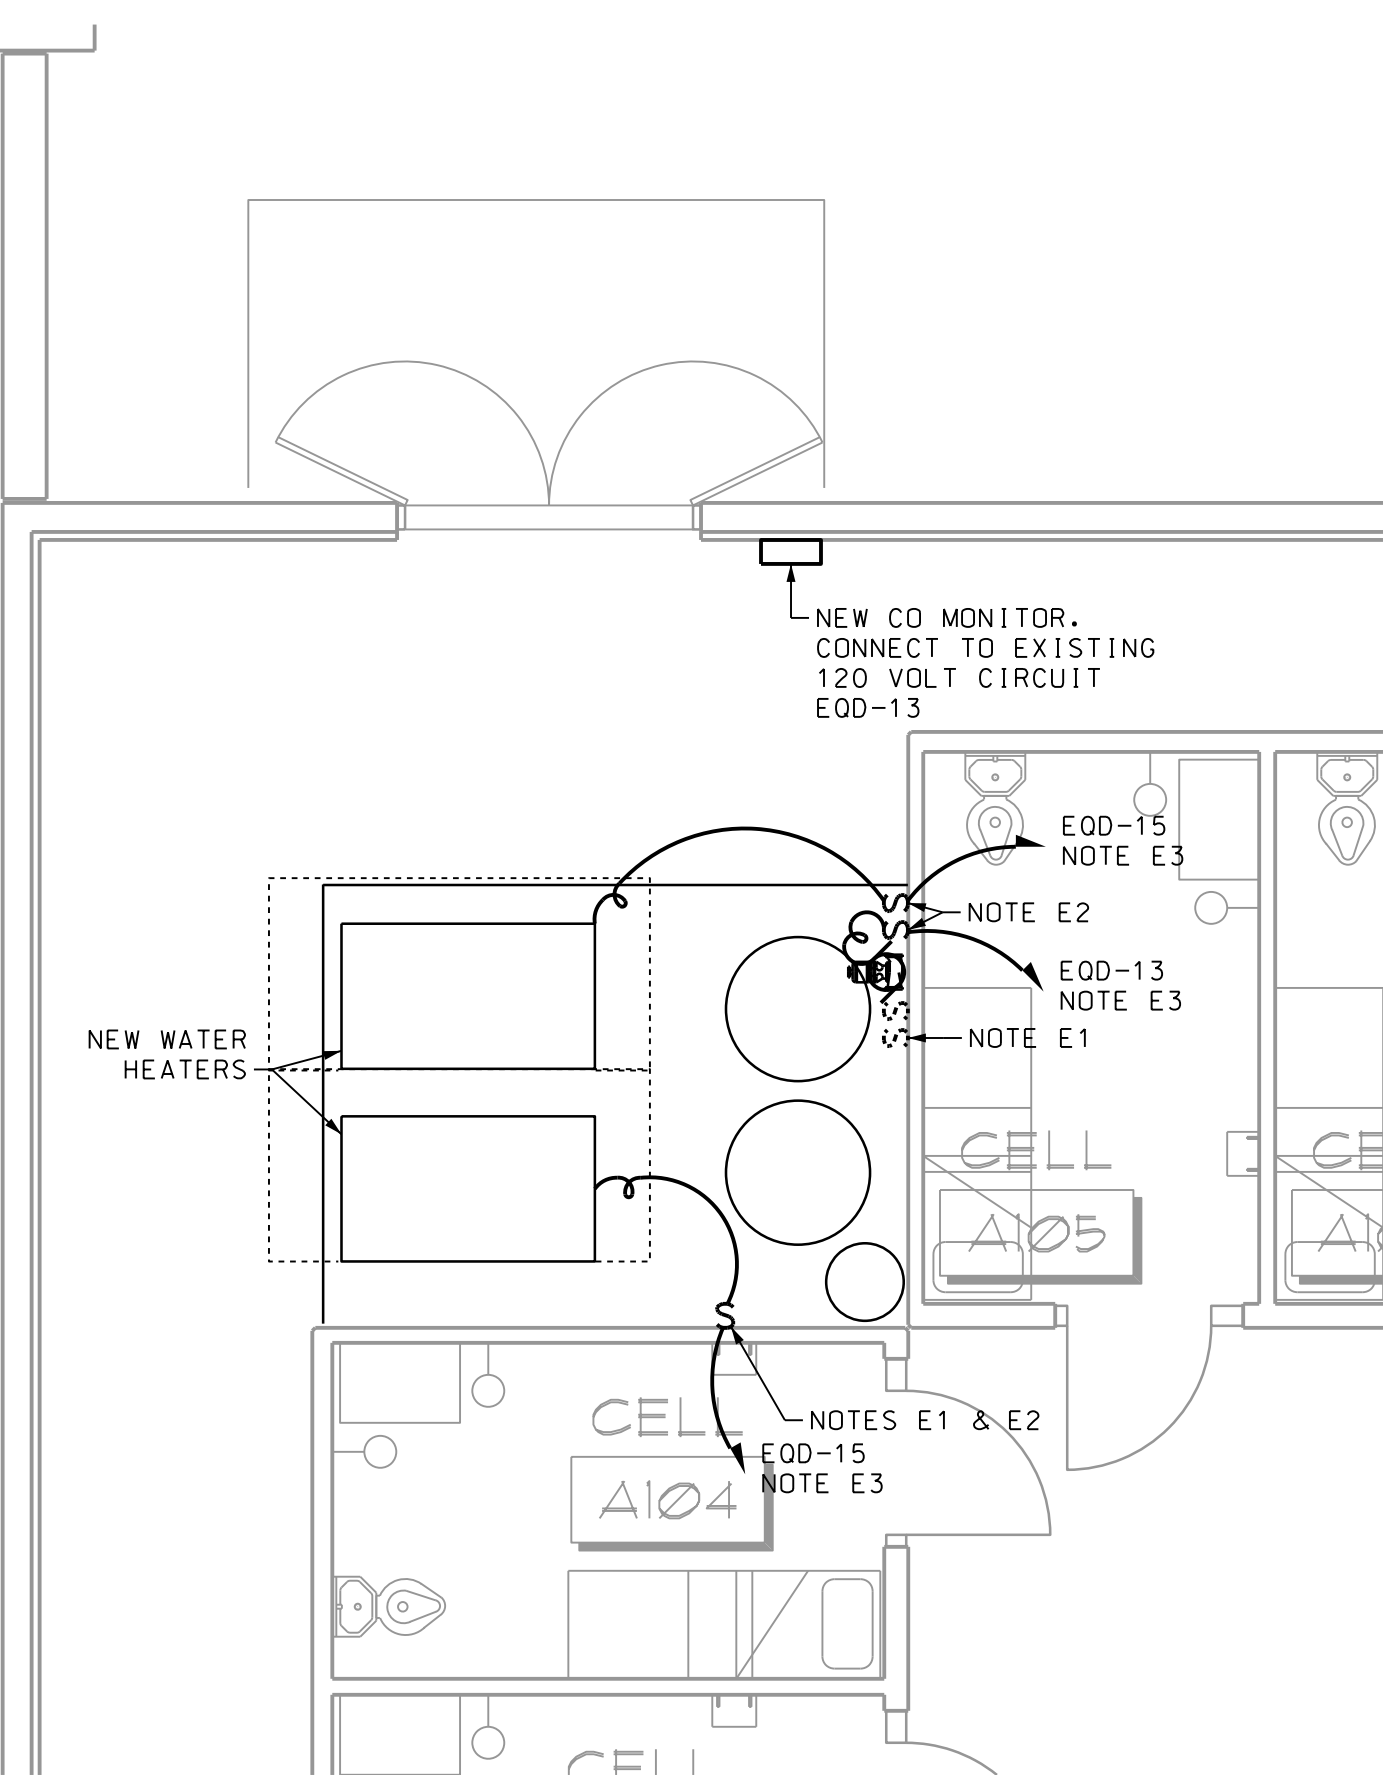 NEW CO MONITOR.
CONNECT TO EXISTING
120 VOLT CIRCUIT
EQD-13
EQD-15
NOTE E3
NOTE E2
EQD-13
NOTE E3
NOTE E1
NEW WATER
HEATERS
CELL
A105
S
NOTES E1 & E2
CELL
EQD-15
NOTE E3
A104
CELL